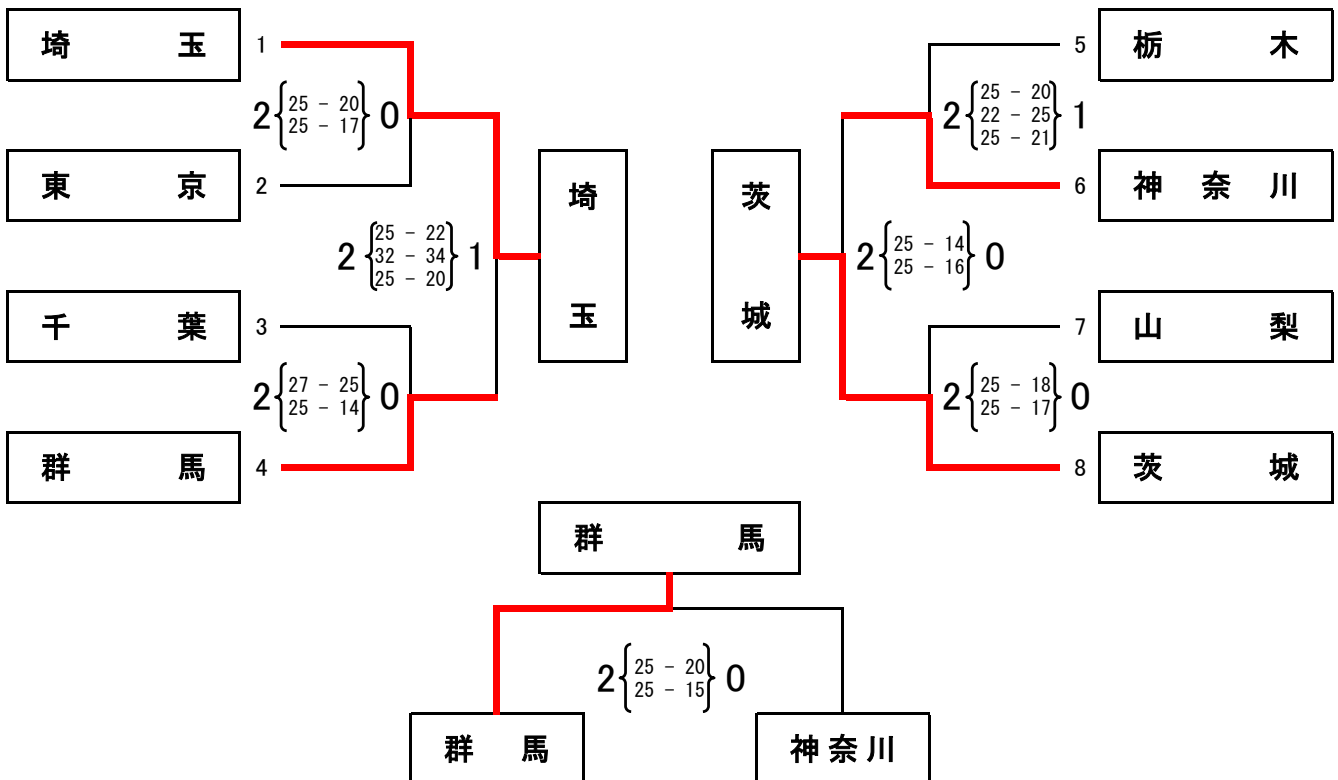 埼玉 1
5 栃木
2 25 - 20 0
25 - 17
2 25 - 20 1
22 - 25
25 - 21
東京 2
6 神奈川
埼玉
茨城
2 25 - 22 1
32 - 34
25 - 20
2 25 - 14 0
25 - 16
千葉 3
7 山梨
2 27 - 25 0
25 - 14
2 25 - 18 0
25 - 17
群馬 4
8 茨城
群馬
2 25 - 20 0
25 - 15
群馬
神奈川